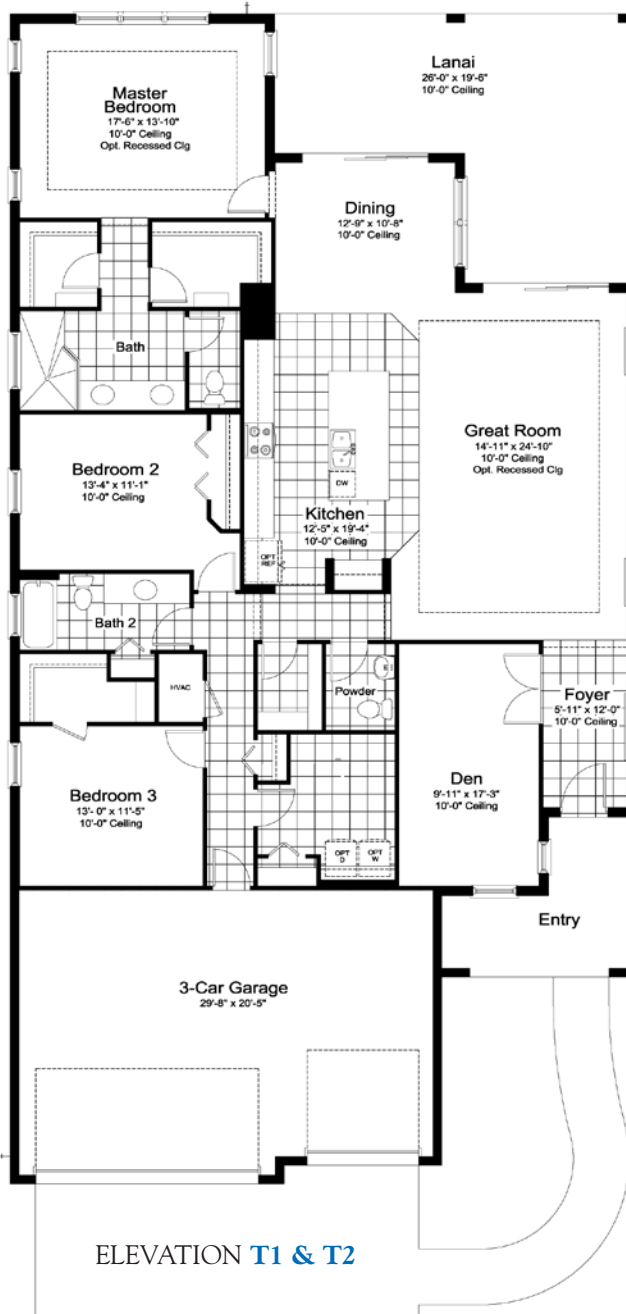 Lanai
26'-0" x 19'-6"
10'-0" Ceiling
Master
Bedroom
17'-6" x 13'-10"
10'-0" Ceiling
Opt. Recessed Clg
Dining
12'-9" x 10'-8"
10'-0" Ceiling
Bath
Great Room
14'-11" x 24'-10"
10'-0" Ceiling
Opt. Recessed Clg
Bedroom 2
13'-4" x 11'-1"
10'-0" Ceiling
DW
Kitchen
12'-5" x 19'-4"
10'-0" Ceiling
OPT
REF
Bath 2
HVAC
Powder
Foyer
5'-11" x 12'-0"
10'-0" Ceiling
Den
9'-11" x 17'-3"
10'-0" Ceiling
Bedroom 3
13'- 0" x 11'-5"
10'-0" Ceiling
OPT
D
OPT
W
Entry
3-Car Garage
29'-8" x 20'-5"
ELEVATION T1 & T2